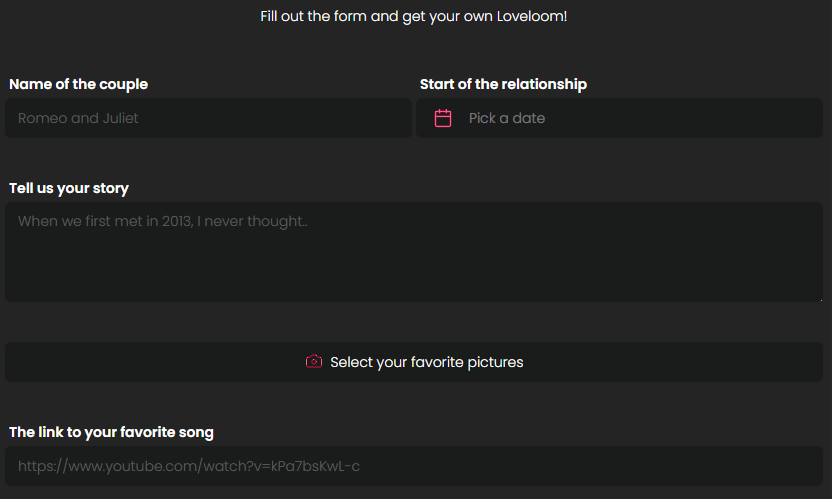 Fill out the form and get your own Loveloom!
Name of the couple
Start of the relationship
Romeo and Juliet
Pick a date
Tell us your story
When we first met in 2013, I never thought..
Select your favorite pictures
The link to your favorite song
https://www.youtube.com/watch?v=kPa7bsKwL-c